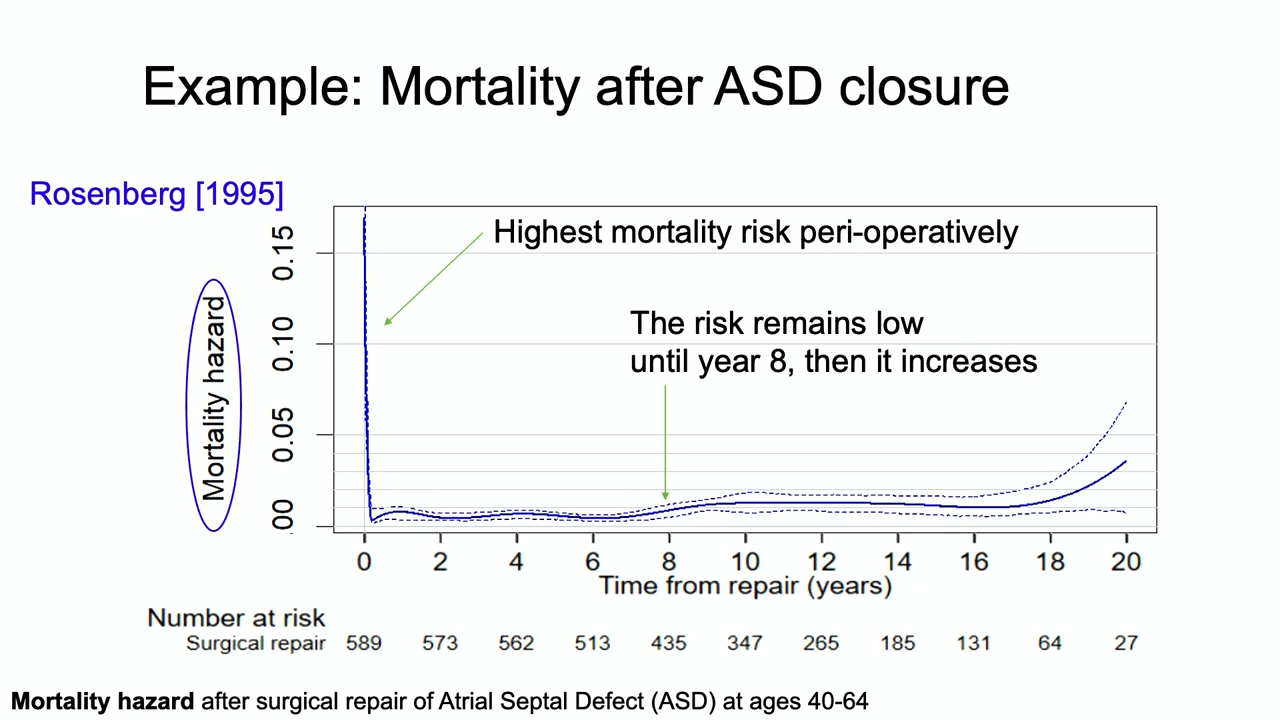 Example: Mortality after ASD closure
Rosenberg [1995]
Highest mortality risk peri-operatively
The risk remains low
until year 8, then it increases
Mortality hazard
0.15
0.10
0.05
.00
0 2 4 6 8 10 12 14 16 18 20
Time from repair (years)
Number at risk
Surgical repair 589 573 562 513 435 347 265 185 131 64 27
Mortality hazard after surgical repair of Atrial Septal Defect (ASD) at ages 40-64